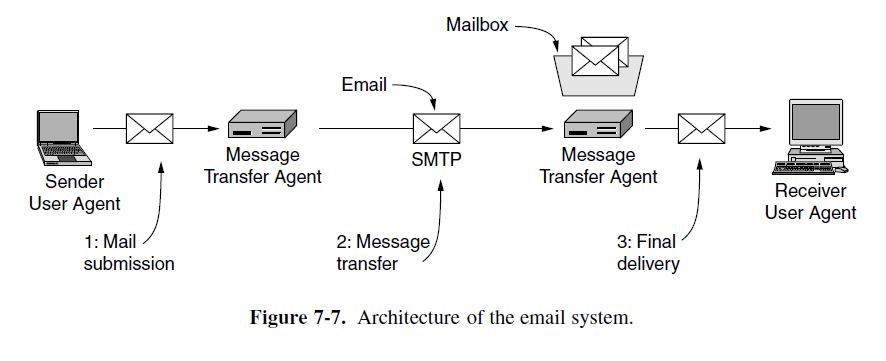 Mailbox
Email
SMTP
Sender
User Agent
Message
Transfer Agent
Message
Transfer Agent
Receiver
User Agent
1: Mail
submission
2: Message
transfer
3: Final
delivery
Figure 7-7. Architecture of the email system.